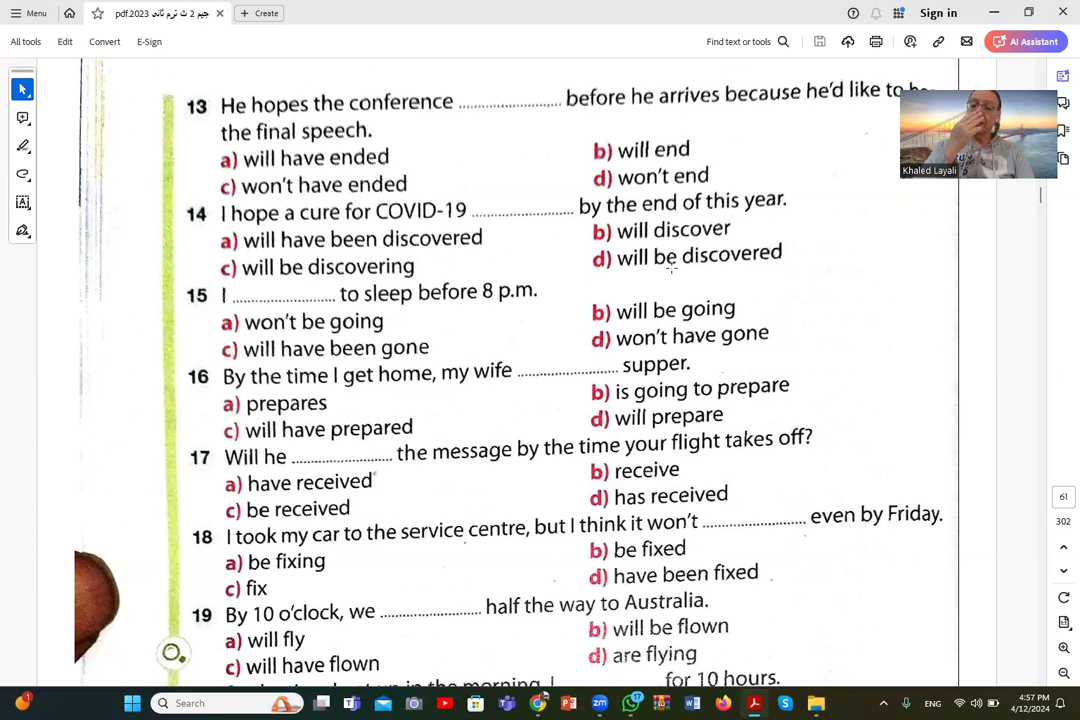 Menu
جيم 2 ث ترم ثانى 2023.pdf
Create
Sign in
All tools
Edit
Convert
E-Sign
Find text or tools
AI Assistant
13 He hopes the conference .............................. before he arrives because he'd like to
the final speech.
a) will have ended
b) will end
c) won't have ended
d) won't end
14 I hope a cure for COVID-19 .............................. by the end of this year.
a) will have been discovered
b) will discover
c) will be discovering
d) will be discovered
15 I .............................. to sleep before 8 p.m.
a) won't be going
b) will be going
c) will have been gone
d) won't have gone
16 By the time I get home, my wife .............................. supper.
a) prepares
b) is going to prepare
c) will have prepared
d) will prepare
17 Will he .............................. the message by the time your flight takes off?
a) have received
b) receive
c) be received
d) has received
18 I took my car to the service centre, but I think it won't .............................. even by Friday.
a) be fixing
b) be fixed
c) fix
d) have been fixed
19 By 10 o'clock, we .............................. half the way to Australia.
a) will fly
b) will be flown
c) will have flown
d) are flying
in the morning, I .............................. for 10 hours.
Khaled Layali
61
302
1
Search
17
ENG
4:57 PM
4/12/2024